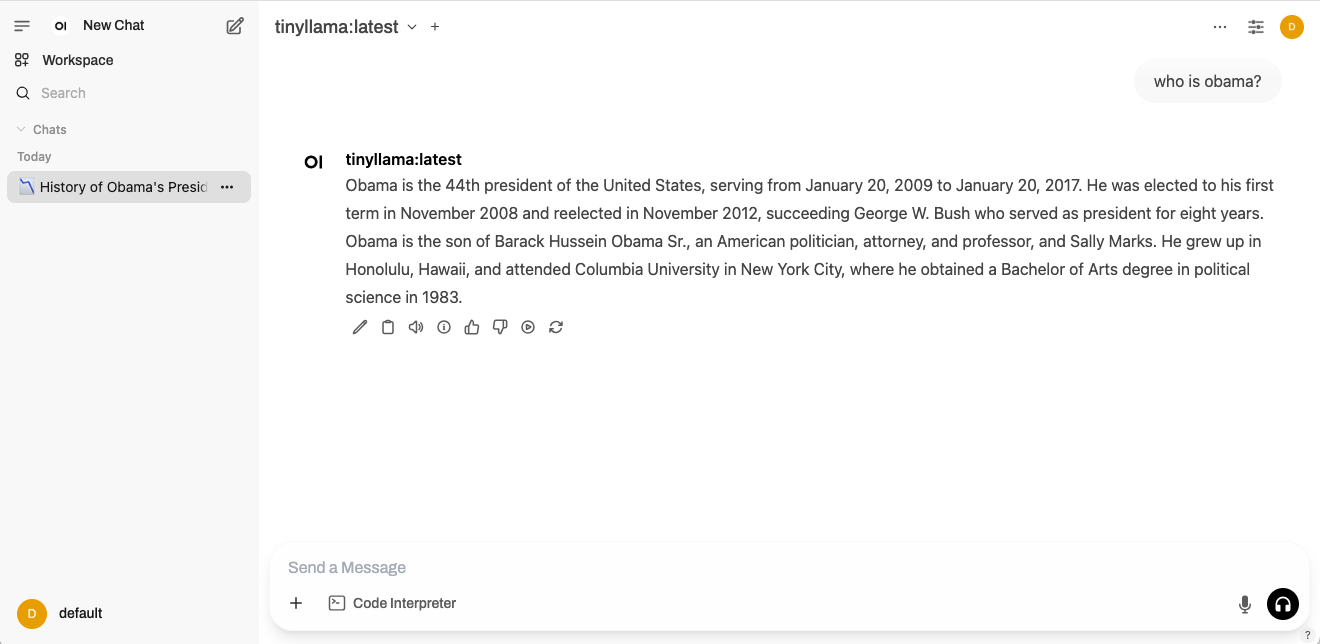 OI New Chat
Workspace
Search
Chats
Today
History of Obama's Presid
default
D
tinyllama:latest
D
who is obama?
OI
tinyllama:latest
Obama is the 44th president of the United States, serving from January 20, 2009 to January 20, 2017. He was elected to his first
term in November 2008 and reelected in November 2012, succeeding George W. Bush who served as president for eight years.
Obama is the son of Barack Hussein Obama Sr., an American politician, attorney, and professor, and Sally Marks. He grew up in
Honolulu, Hawaii, and attended Columbia University in New York City, where he obtained a Bachelor of Arts degree in political
science in 1983.
Send a Message
Code Interpreter
?